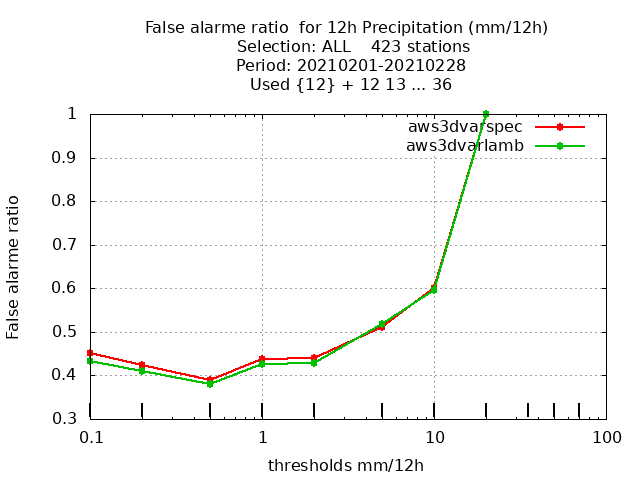 False alarme ratio  for 12h Precipitation (mm/12h)
Selection: ALL    423 stations
Period: 20210201-20210228
Used {12} + 12 13 ... 36
False alarme ratio
1
0.9
0.8
0.7
0.6
0.5
0.4
0.3
aws3dvarspec
aws3dvarlamb
0.1 1 10 100
thresholds mm/12h